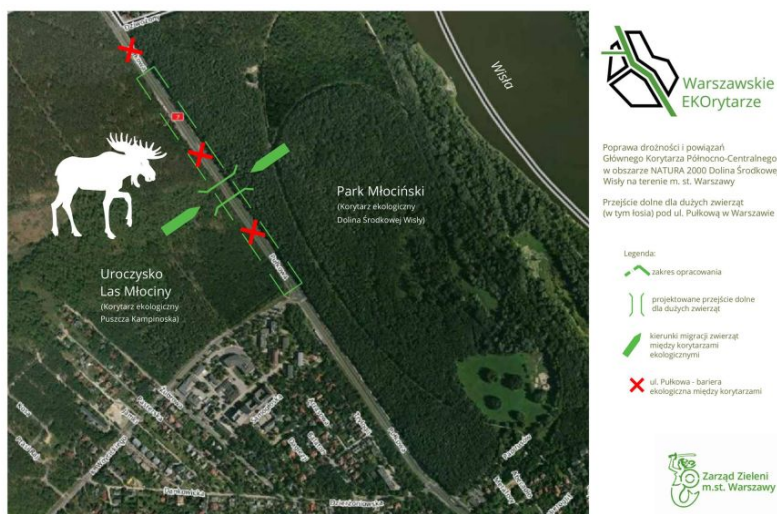 Wisła
7
Park Młociński
(Korytarz ekologiczny
Dolina Środkowej Wisły)
Uroczysko
Las Młociny
(Korytarz ekologiczny
Puszcza Kampinoska)
Pułkowa
Dzierżoniowska
Warszawskie
EKOrytarze
Poprawa drożności i powiązań
Głównego Korytarza Północno-Centralnego
w obszarze NATURA 2000 Dolina Środkowej
Wisły na terenie m. st. Warszawy
Przejście dolne dla dużych zwierząt
(w tym łosia) pod ul. Pułkową w Warszawie
Legenda:
zakres opracowania
projektowane przejście dolne
dla dużych zwierząt
kierunki migracji zwierząt
między korytarzami
ekologicznymi
ul. Pułkowa - bariera
ekologiczna między korytarzami
Zarząd Zieleni
m.st. Warszawy